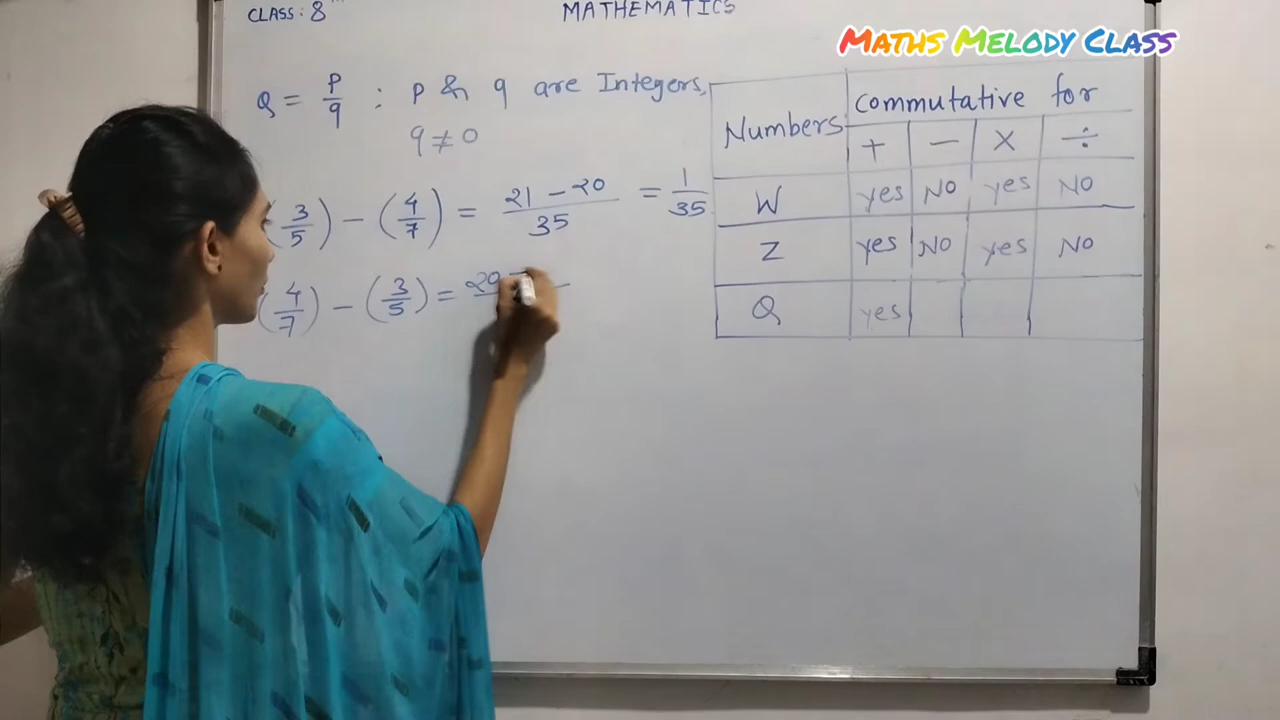 CLASS: 8th
MATHEMATICS
MATHS MELODY CLASS
Q = P/q : P & q are Integers,
q ≠ 0
(3/5) − (4/7) = 21 − 20/35 = 1/35
(4/7) − (3/5) = 20 −
Numbers | Commutative for
+ | − | × | ÷
W | yes | NO | yes | NO
Z | yes | NO | yes | NO
Q | yes